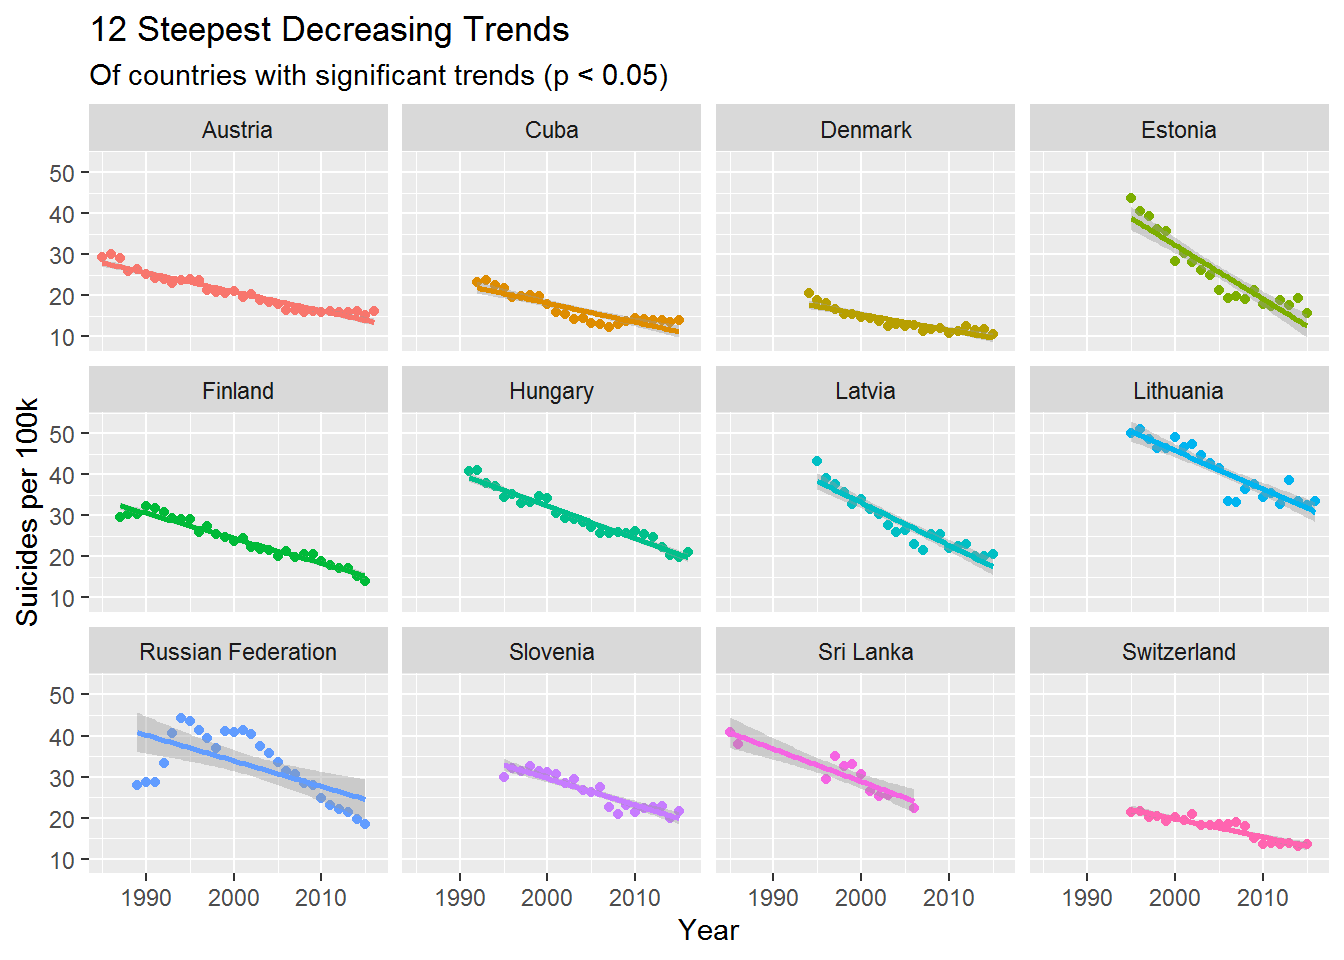 12 Steepest Decreasing Trends
Of countries with significant trends (p < 0.05)
Austria
Cuba
Denmark
Estonia
50
40
30
20
10
Finland
Hungary
Latvia
Lithuania
50
40
30
20
10
Suicides per 100k
Russian Federation
Slovenia
Sri Lanka
Switzerland
50
40
30
20
10
1990 2000 2010
1990 2000 2010
1990 2000 2010
1990 2000 2010
Year